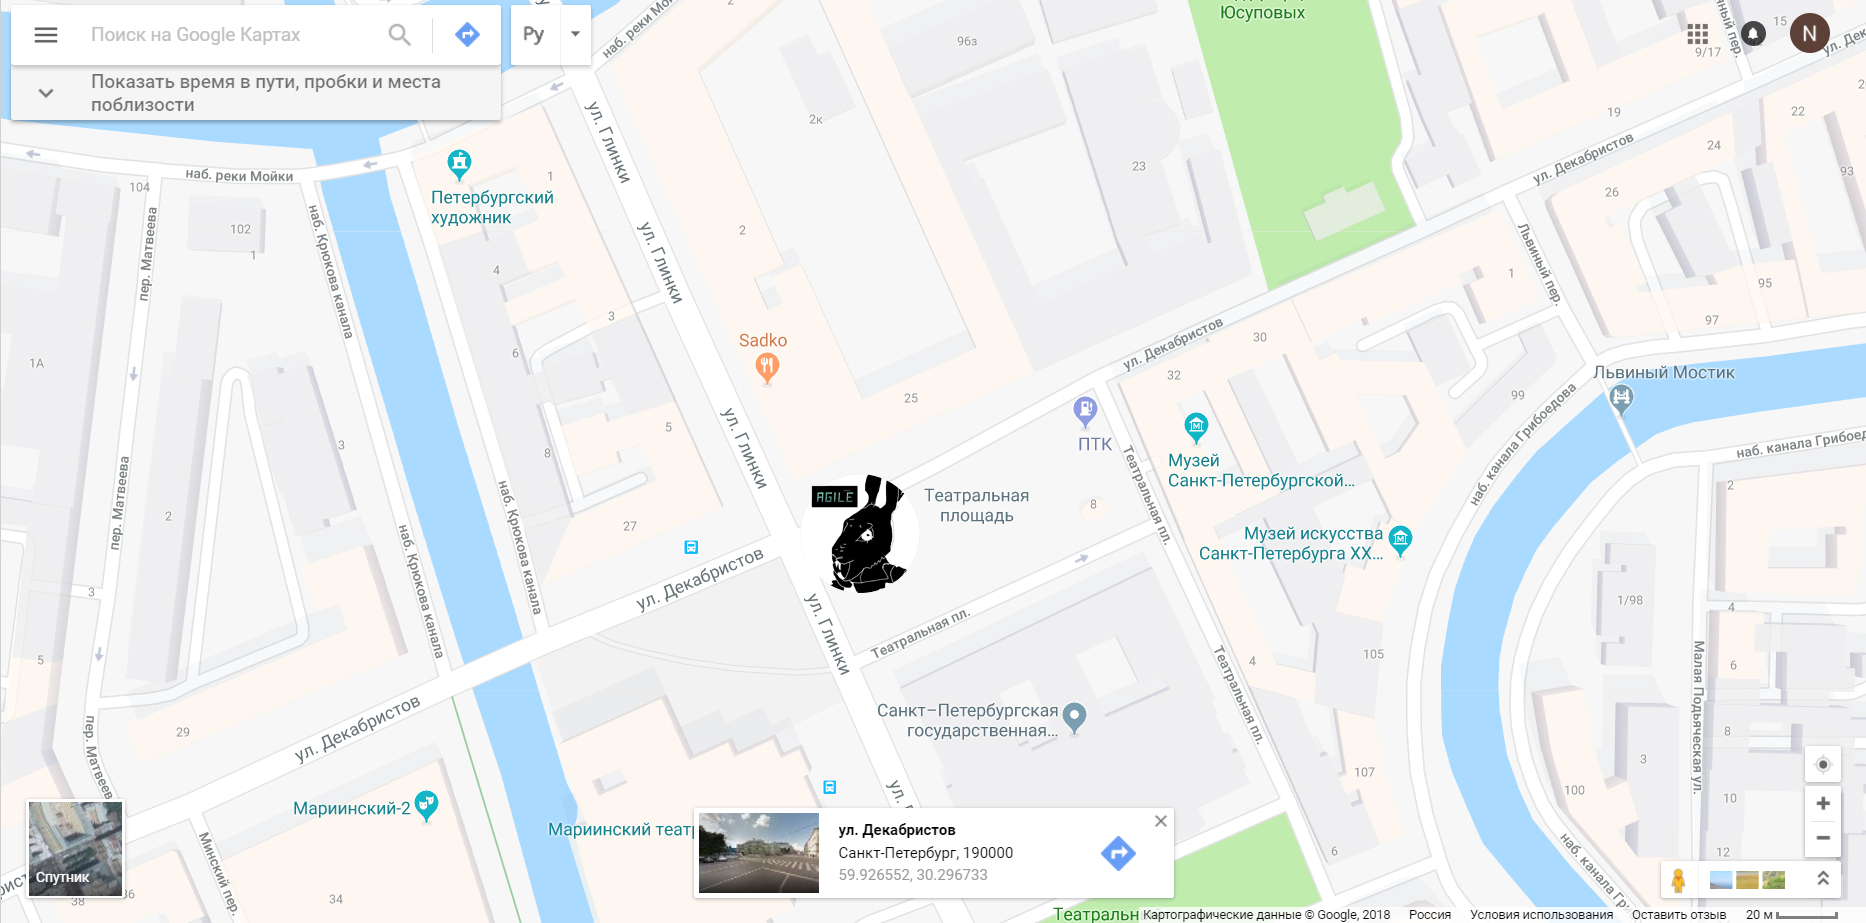 Поиск на Google Картах
Ру
Показать время в пути, пробки и места
поблизости
N
Юсуповых
наб. реки Мойки
96з
15
9/17
Львиный пер.
ул. Декабристов
2к
19
22
24
23
26
93
наб. реки Мойки
104
1
Петербургский
художник
ул. Глинки
ул. Декабристов
102
1
пер. Матвеева
наб. Крюкова канала
2
ул. Глинки
Львиный пер.
4
1
95
3
97
6
Sadko
ул. Декабристов
30
1А
32
Львиный Мостик
99
25
ПТК
5
3
8
ул. Глинки
Театральная пл.
Музей
Санкт-Петербургской...
наб. канала Грибоедова
наб. канала Грибоедова
2
AGILE
Театральная
площадь
8
пер. Матвеева
2
наб. Крюкова канала
27
Музей искусства
Санкт-Петербурга XX...
наб. Крюкова канала
ул. Декабристов
3
1/98
4
ул. Глинки
Театральная пл.
5
4
105
6
Малая Подьяческая ул.
Театральная пл.
Санкт–Петербургская
государственная...
29
ул. Декабристов
8
пер. Матвеева
3
107
100
10
Мариинский-2
Мариинский теат
ул. Декабристов
Санкт-Петербург, 190000
59.926552, 30.296733
Минский пер.
6
12
наб. канала Грибоедова
Спутник
34
38
36
Театральн
Картографические данные © Google, 2018
Россия
Условия использования
Оставить отзыв
20 м